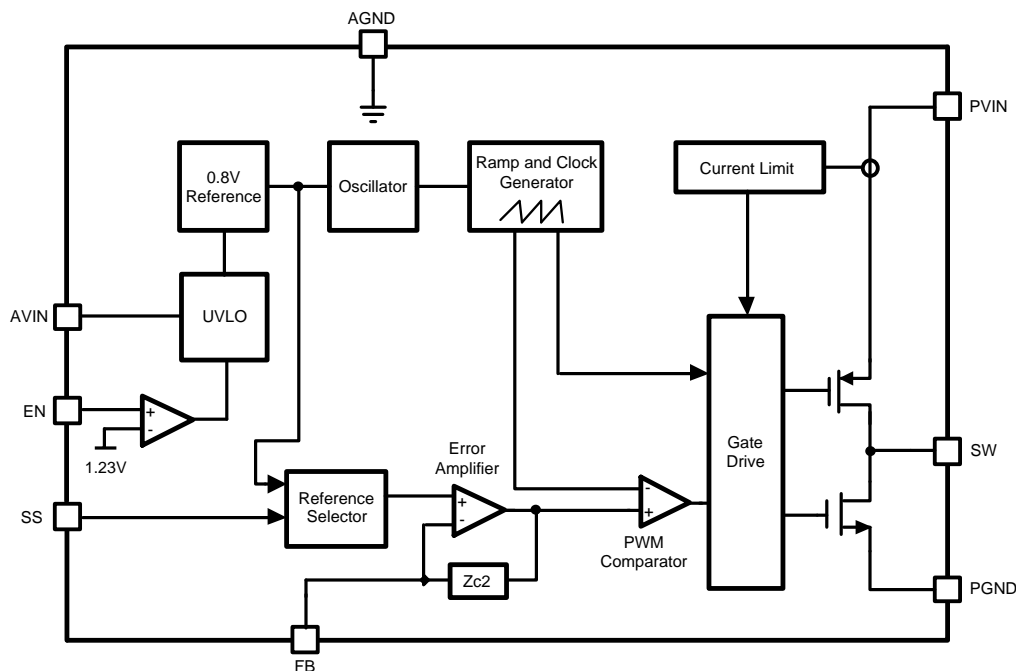 AGND
PVIN
0.8V
Reference
Oscillator
Ramp and Clock
Generator
Current Limit
AVIN
UVLO
EN
+
-
1.23V
Error
Amplifier
Gate
Drive
SW
SS
Reference
Selector
+
-
-
+
PWM
Comparator
Zc2
PGND
FB